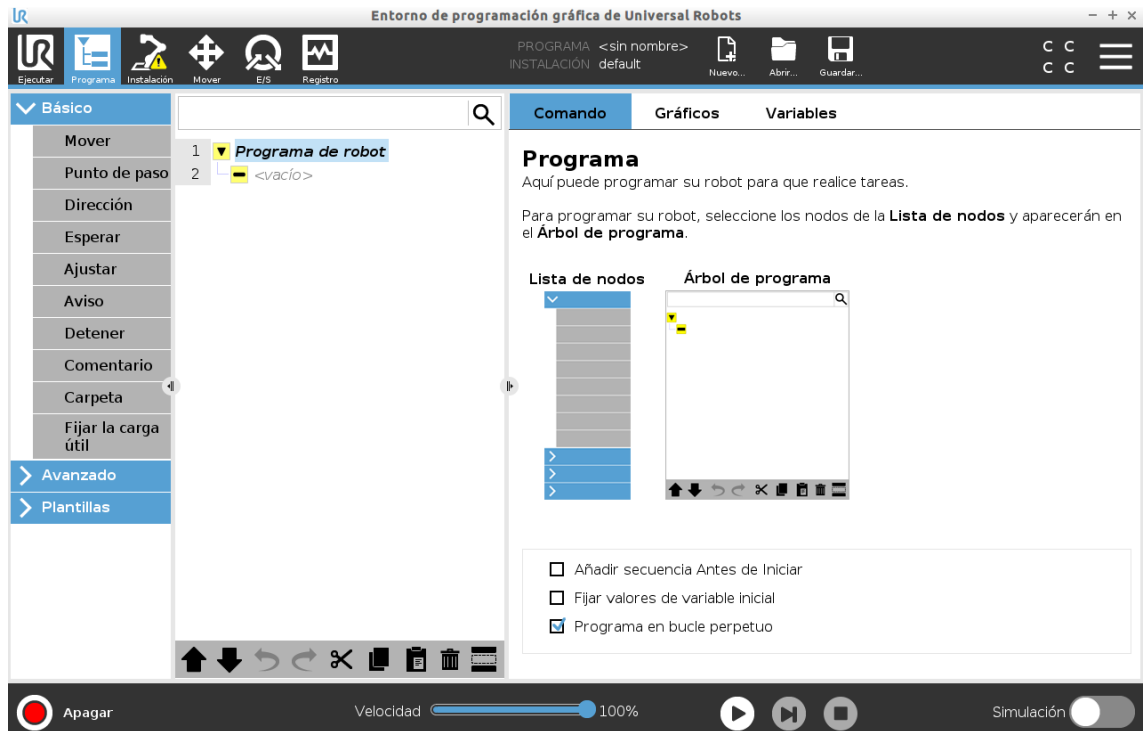 UR
Entorno de programación gráfica de Universal Robots
UR
Ejecutar
Programa
Instalación
Mover
E/S
Registro
PROGRAMA <sin nombre>
INSTALACIÓN default
Nuevo...
Abrir...
Guardar...
C C
C C
Básico
Mover
Punto de paso
Dirección
Esperar
Ajustar
Aviso
Detener
Comentario
Carpeta
Fijar la carga
útil
Avanzado
Plantillas
1 Programa de robot
2 <vacío>
Comando Gráficos Variables
Programa
Aquí puede programar su robot para que realice tareas.
Para programar su robot, seleccione los nodos de la Lista de nodos y aparecerán en
el Árbol de programa.
Lista de nodos Árbol de programa
Añadir secuencia Antes de Iniciar
Fijar valores de variable inicial
Programa en bucle perpetuo
Apagar
Velocidad 100%
Simulación